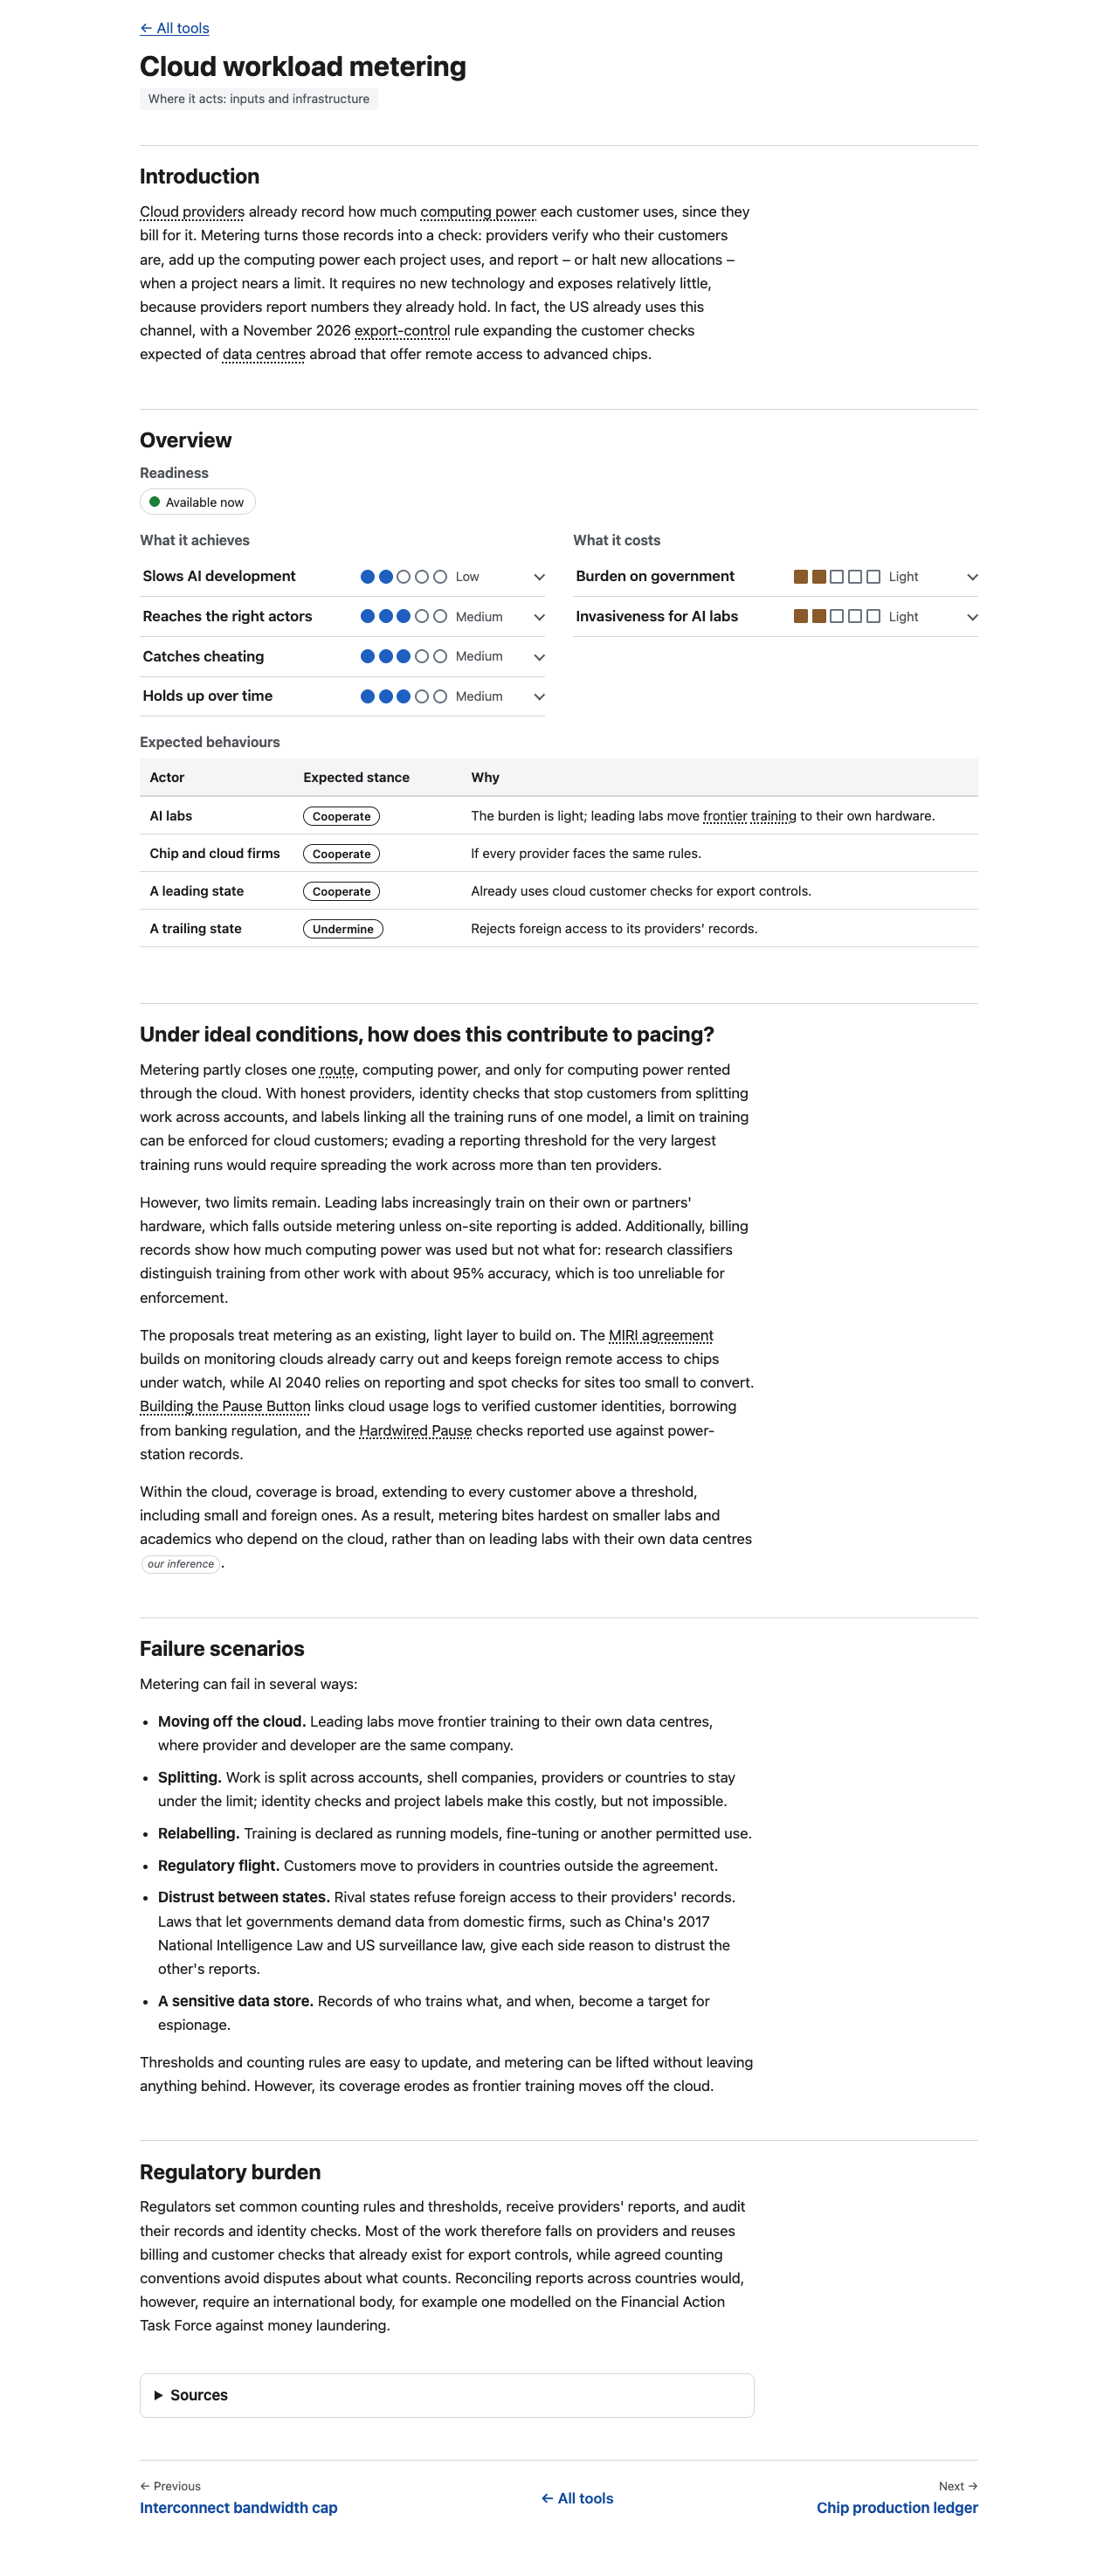 ← All tools
Cloud workload metering
Where it acts: inputs and infrastructure
Introduction
Cloud providers already record how much computing power each customer uses, since they
bill for it. Metering turns those records into a check: providers verify who their customers
are, add up the computing power each project uses, and report – or halt new allocations –
when a project nears a limit. It requires no new technology and exposes relatively little,
because providers report numbers they already hold. In fact, the US already uses this
channel, with a November 2026 export-control rule expanding the customer checks
expected of data centres abroad that offer remote access to advanced chips.
Overview
Readiness
Available now
What it achieves
Slows AI development Low
Reaches the right actors Medium
Catches cheating Medium
Holds up over time Medium
What it costs
Burden on government Light
Invasiveness for AI labs Light
Expected behaviours
Actor Expected stance Why
AI labs Cooperate The burden is light; leading labs move frontier training to their own hardware.
Chip and cloud firms Cooperate If every provider faces the same rules.
A leading state Cooperate Already uses cloud customer checks for export controls.
A trailing state Undermine Rejects foreign access to its providers' records.
Under ideal conditions, how does this contribute to pacing?
Metering partly closes one route, computing power, and only for computing power rented
through the cloud. With honest providers, identity checks that stop customers from splitting
work across accounts, and labels linking all the training runs of one model, a limit on training
can be enforced for cloud customers; evading a reporting threshold for the very largest
training runs would require spreading the work across more than ten providers.
However, two limits remain. Leading labs increasingly train on their own or partners'
hardware, which falls outside metering unless on-site reporting is added. Additionally, billing
records show how much computing power was used but not what for: research classifiers
distinguish training from other work with about 95% accuracy, which is too unreliable for
enforcement.
The proposals treat metering as an existing, light layer to build on. The MIRI agreement
builds on monitoring clouds already carry out and keeps foreign remote access to chips
under watch, while AI 2040 relies on reporting and spot checks for sites too small to convert.
Building the Pause Button links cloud usage logs to verified customer identities, borrowing
from banking regulation, and the Hardwired Pause checks reported use against power-
station records.
Within the cloud, coverage is broad, extending to every customer above a threshold,
including small and foreign ones. As a result, metering bites hardest on smaller labs and
academics who depend on the cloud, rather than on leading labs with their own data centres
our inference.
Failure scenarios
Metering can fail in several ways:
• Moving off the cloud. Leading labs move frontier training to their own data centres,
where provider and developer are the same company.
• Splitting. Work is split across accounts, shell companies, providers or countries to stay
under the limit; identity checks and project labels make this costly, but not impossible.
• Relabelling. Training is declared as running models, fine-tuning or another permitted use.
• Regulatory flight. Customers move to providers in countries outside the agreement.
• Distrust between states. Rival states refuse foreign access to their providers' records.
Laws that let governments demand data from domestic firms, such as China's 2017
National Intelligence Law and US surveillance law, give each side reason to distrust the
other's reports.
• A sensitive data store. Records of who trains what, and when, become a target for
espionage.
Thresholds and counting rules are easy to update, and metering can be lifted without leaving
anything behind. However, its coverage erodes as frontier training moves off the cloud.
Regulatory burden
Regulators set common counting rules and thresholds, receive providers' reports, and audit
their records and identity checks. Most of the work therefore falls on providers and reuses
billing and customer checks that already exist for export controls, while agreed counting
conventions avoid disputes about what counts. Reconciling reports across countries would,
however, require an international body, for example one modelled on the Financial Action
Task Force against money laundering.
▶ Sources
← Previous
Interconnect bandwidth cap
← All tools
Next →
Chip production ledger